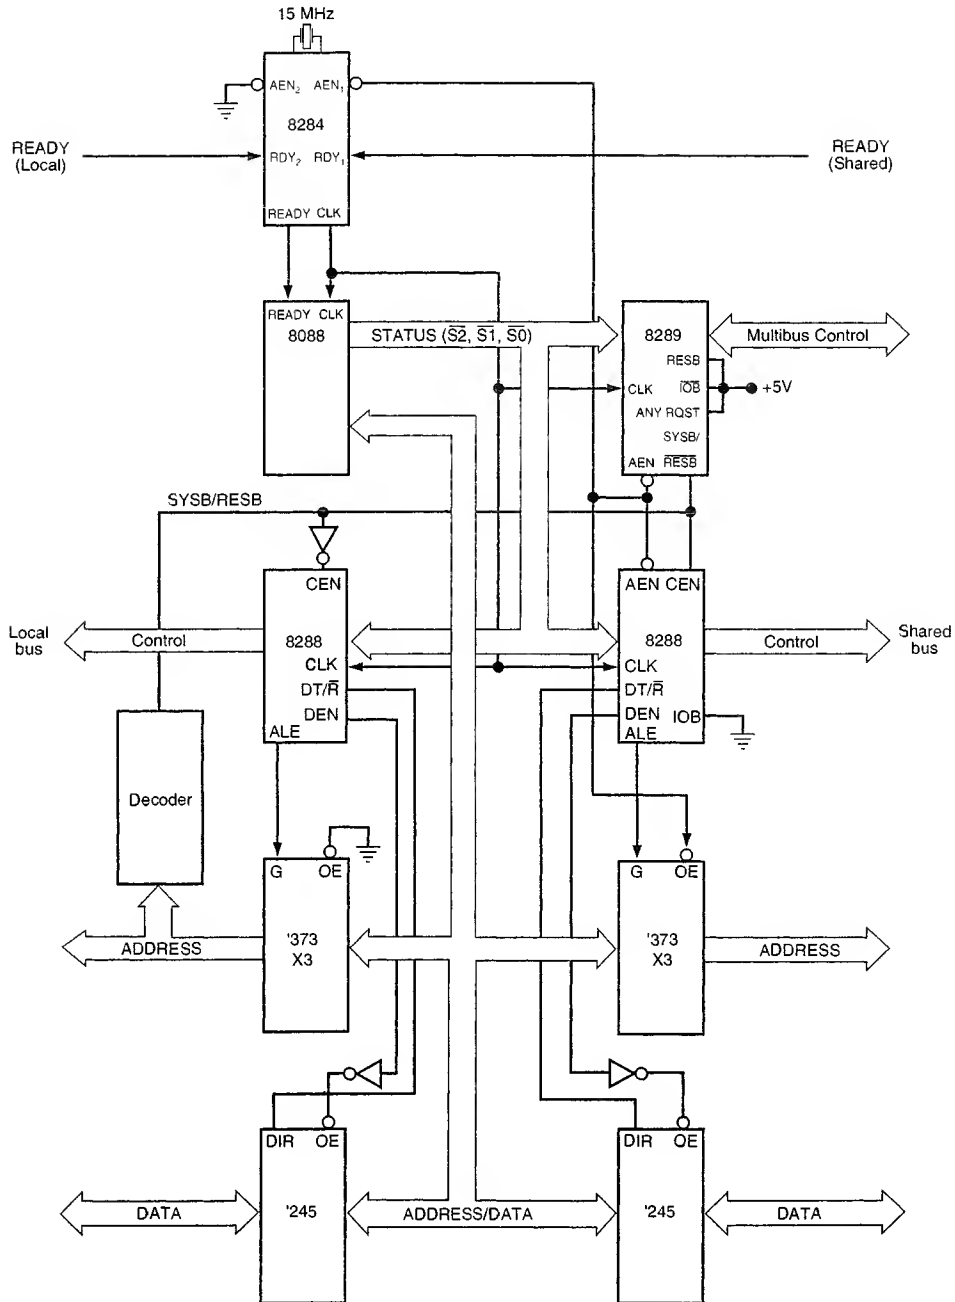 15 MHz
AEN₂ AEN₁
8284
READY
(Local)
RDY₂ RDY₁
READY
(Shared)
READY CLK
READY CLK
8088
STATUS (S̅2̅, S̅1̅, S̅0̅)
8289
Multibus Control
RESB
CLK
I̅O̅B̅
+5V
ANY RQST
SYSB/
AEN R̅E̅S̅B̅
SYSB/RESB
CEN
AEN CEN
Local
bus
Control
8288
8288
Control
Shared
bus
CLK
CLK
DT/R̅
DT/R̅
DEN
DEN
IOB
ALE
ALE
Decoder
G OE
G OE
ADDRESS
'373
X3
'373
X3
ADDRESS
DIR OE
DIR OE
DATA
'245
ADDRESS/DATA
'245
DATA